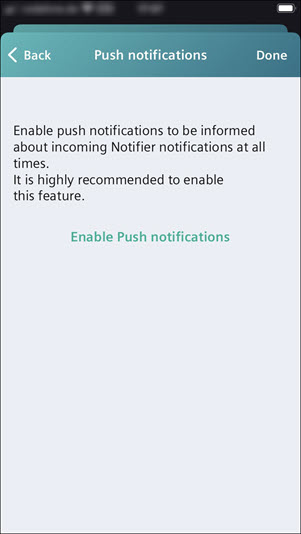 Back Push notifications Done
Enable push notifications to be informed
about incoming Notifier notifications at all
times.
It is highly recommended to enable
this feature.
Enable Push notifications